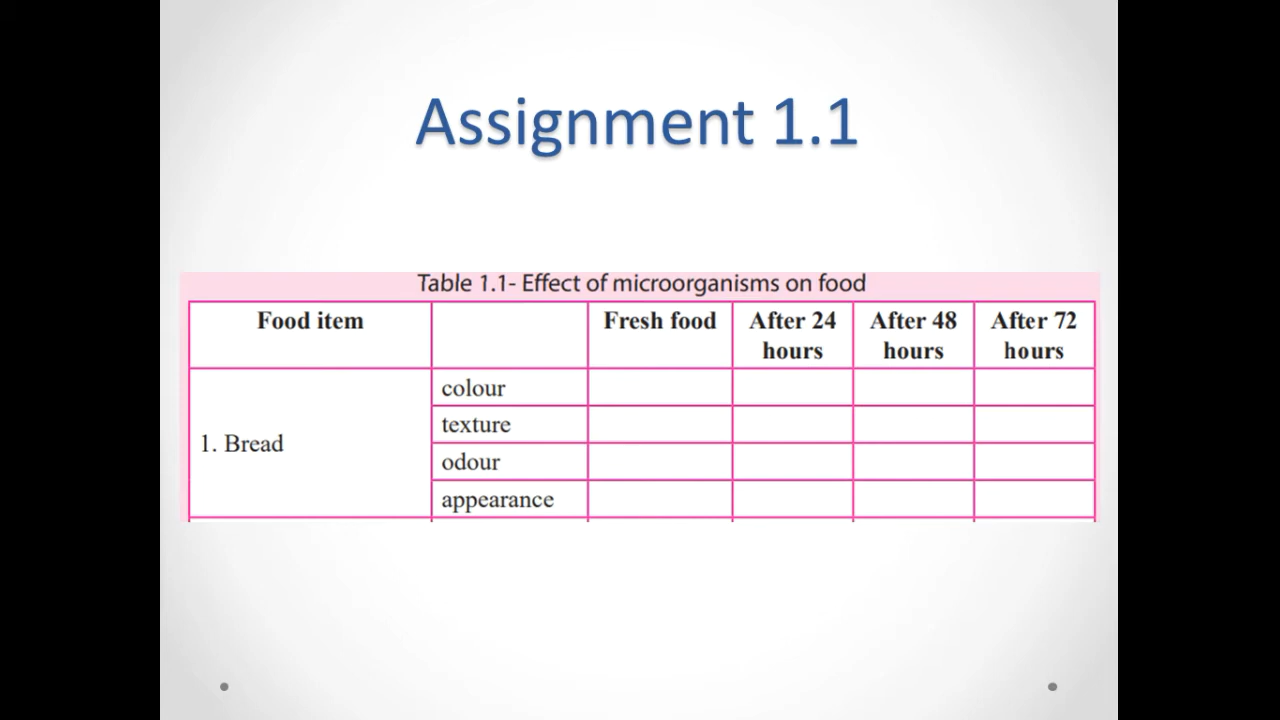 Assignment 1.1
Table 1.1- Effect of microorganisms on food
Food item Fresh food After 24 hours After 48 hours After 72 hours
1. Bread
colour
texture
odour
appearance